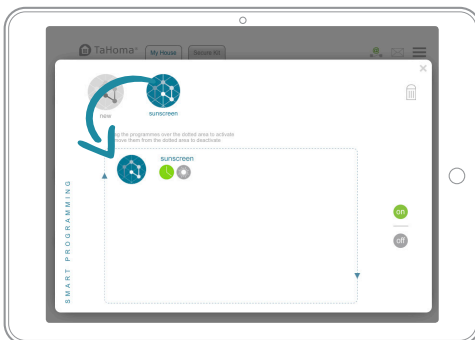 TaHoma®
My House
Secure Kit
new
sunscreen
the programmes over the dotted area to activate
move them from the dotted area to deactivate
sunscreen
SMART PROGRAMMING
on
off